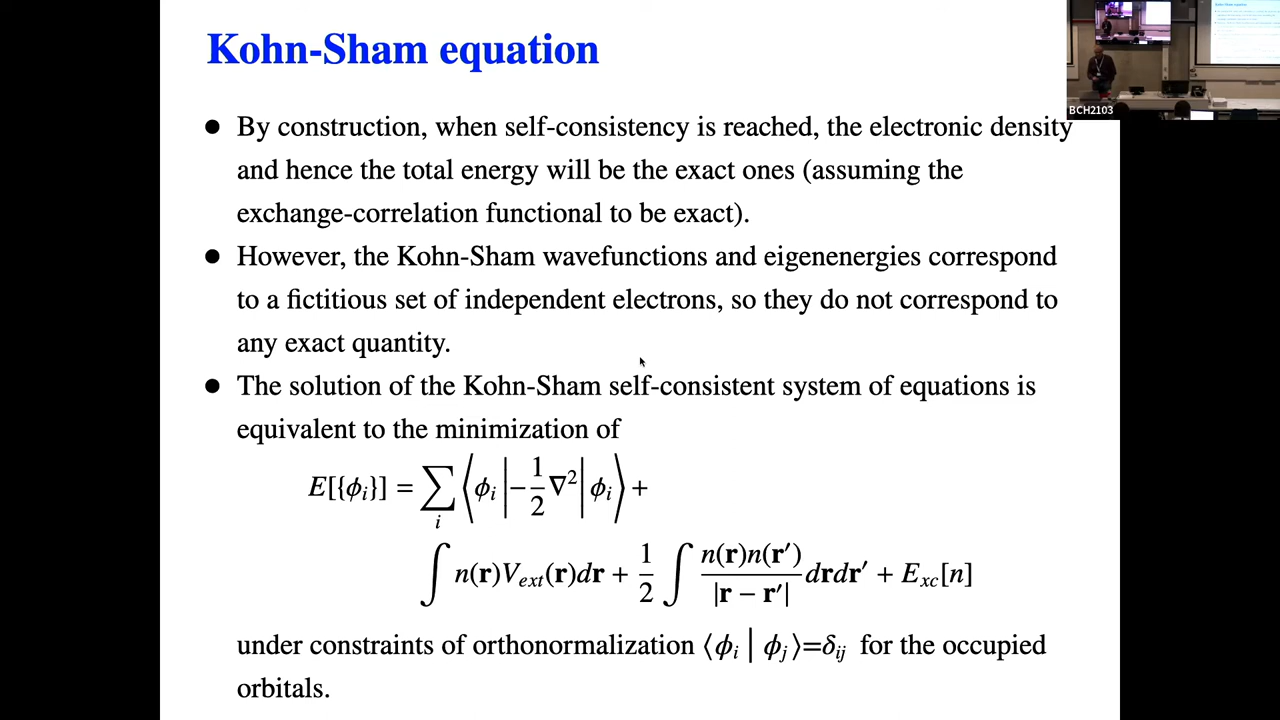 Kohn-Sham equation
BCH2103
● By construction, when self-consistency is reached, the electronic density
and hence the total energy will be the exact ones (assuming the
exchange-correlation functional to be exact).
● However, the Kohn-Sham wavefunctions and eigenenergies correspond
to a fictitious set of independent electrons, so they do not correspond to
any exact quantity.
● The solution of the Kohn-Sham self-consistent system of equations is
equivalent to the minimization of
E[{ϕᵢ}] = ∑ᵢ ⟨ϕᵢ |−1/2 ∇²| ϕᵢ⟩ +
∫ n(r)V_ext(r)dr + 1/2 ∫ n(r)n(r′)/|r − r′| drdr′ + E_xc[n]
under constraints of orthonormalization ⟨ϕᵢ | ϕⱼ⟩=δᵢⱼ for the occupied
orbitals.